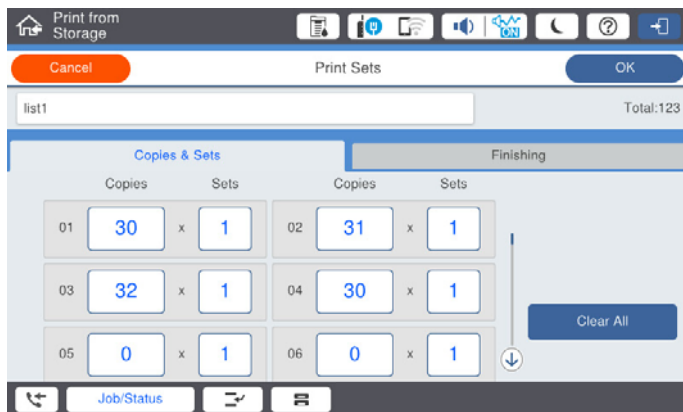 Print from
Storage
ON
Cancel
Print Sets
OK
list1
Total:123
Copies & Sets
Finishing
Copies Sets Copies Sets
01 30 x 1 02 31 x 1
03 32 x 1 04 30 x 1
Clear All
05 0 x 1 06 0 x 1
Job/Status